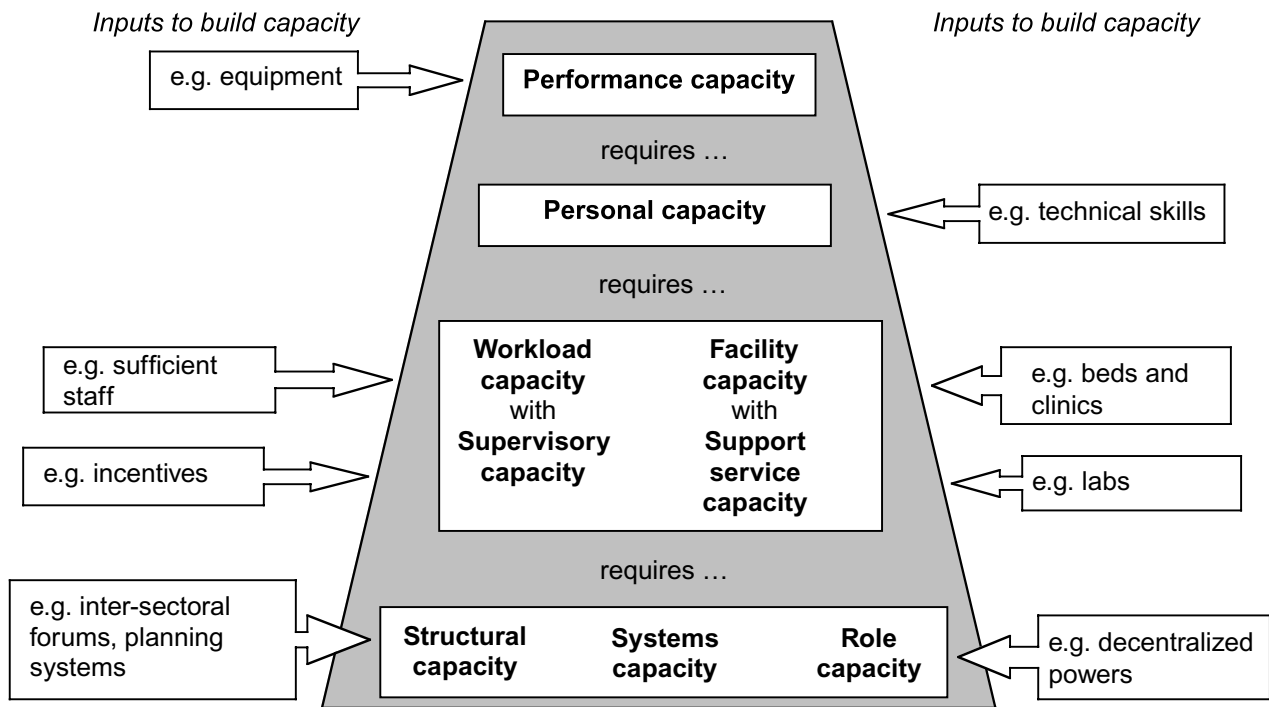 Inputs to build capacity
Inputs to build capacity
e.g. equipment
Performance capacity
requires …
Personal capacity
e.g. technical skills
requires …
e.g. sufficient
staff
Workload
capacity
with
Supervisory
capacity
Facility
capacity
with
Support
service
capacity
e.g. beds and
clinics
e.g. incentives
e.g. labs
requires …
e.g. inter-sectoral
forums, planning
systems
Structural
capacity
Systems
capacity
Role
capacity
e.g. decentralized
powers